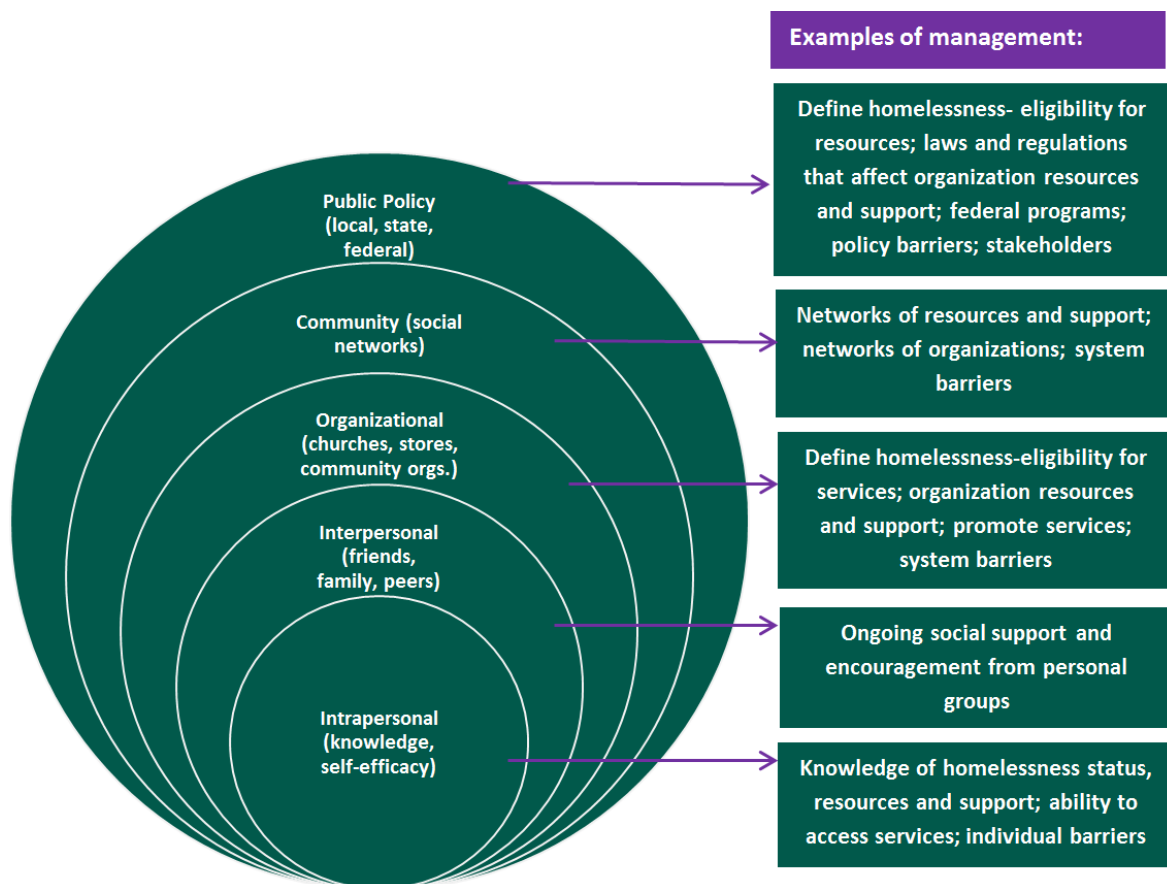 Examples of management:
Public Policy
(local, state,
federal)
Define homelessness- eligibility for
resources; laws and regulations
that affect organization resources
and support; federal programs;
policy barriers; stakeholders
Community (social
networks)
Networks of resources and support;
networks of organizations; system
barriers
Organizational
(churches, stores,
community orgs.)
Define homelessness-eligibility for
services; organization resources
and support; promote services;
system barriers
Interpersonal
(friends,
family, peers)
Ongoing social support and
encouragement from personal
groups
Intrapersonal
(knowledge,
self-efficacy)
Knowledge of homelessness status,
resources and support; ability to
access services; individual barriers